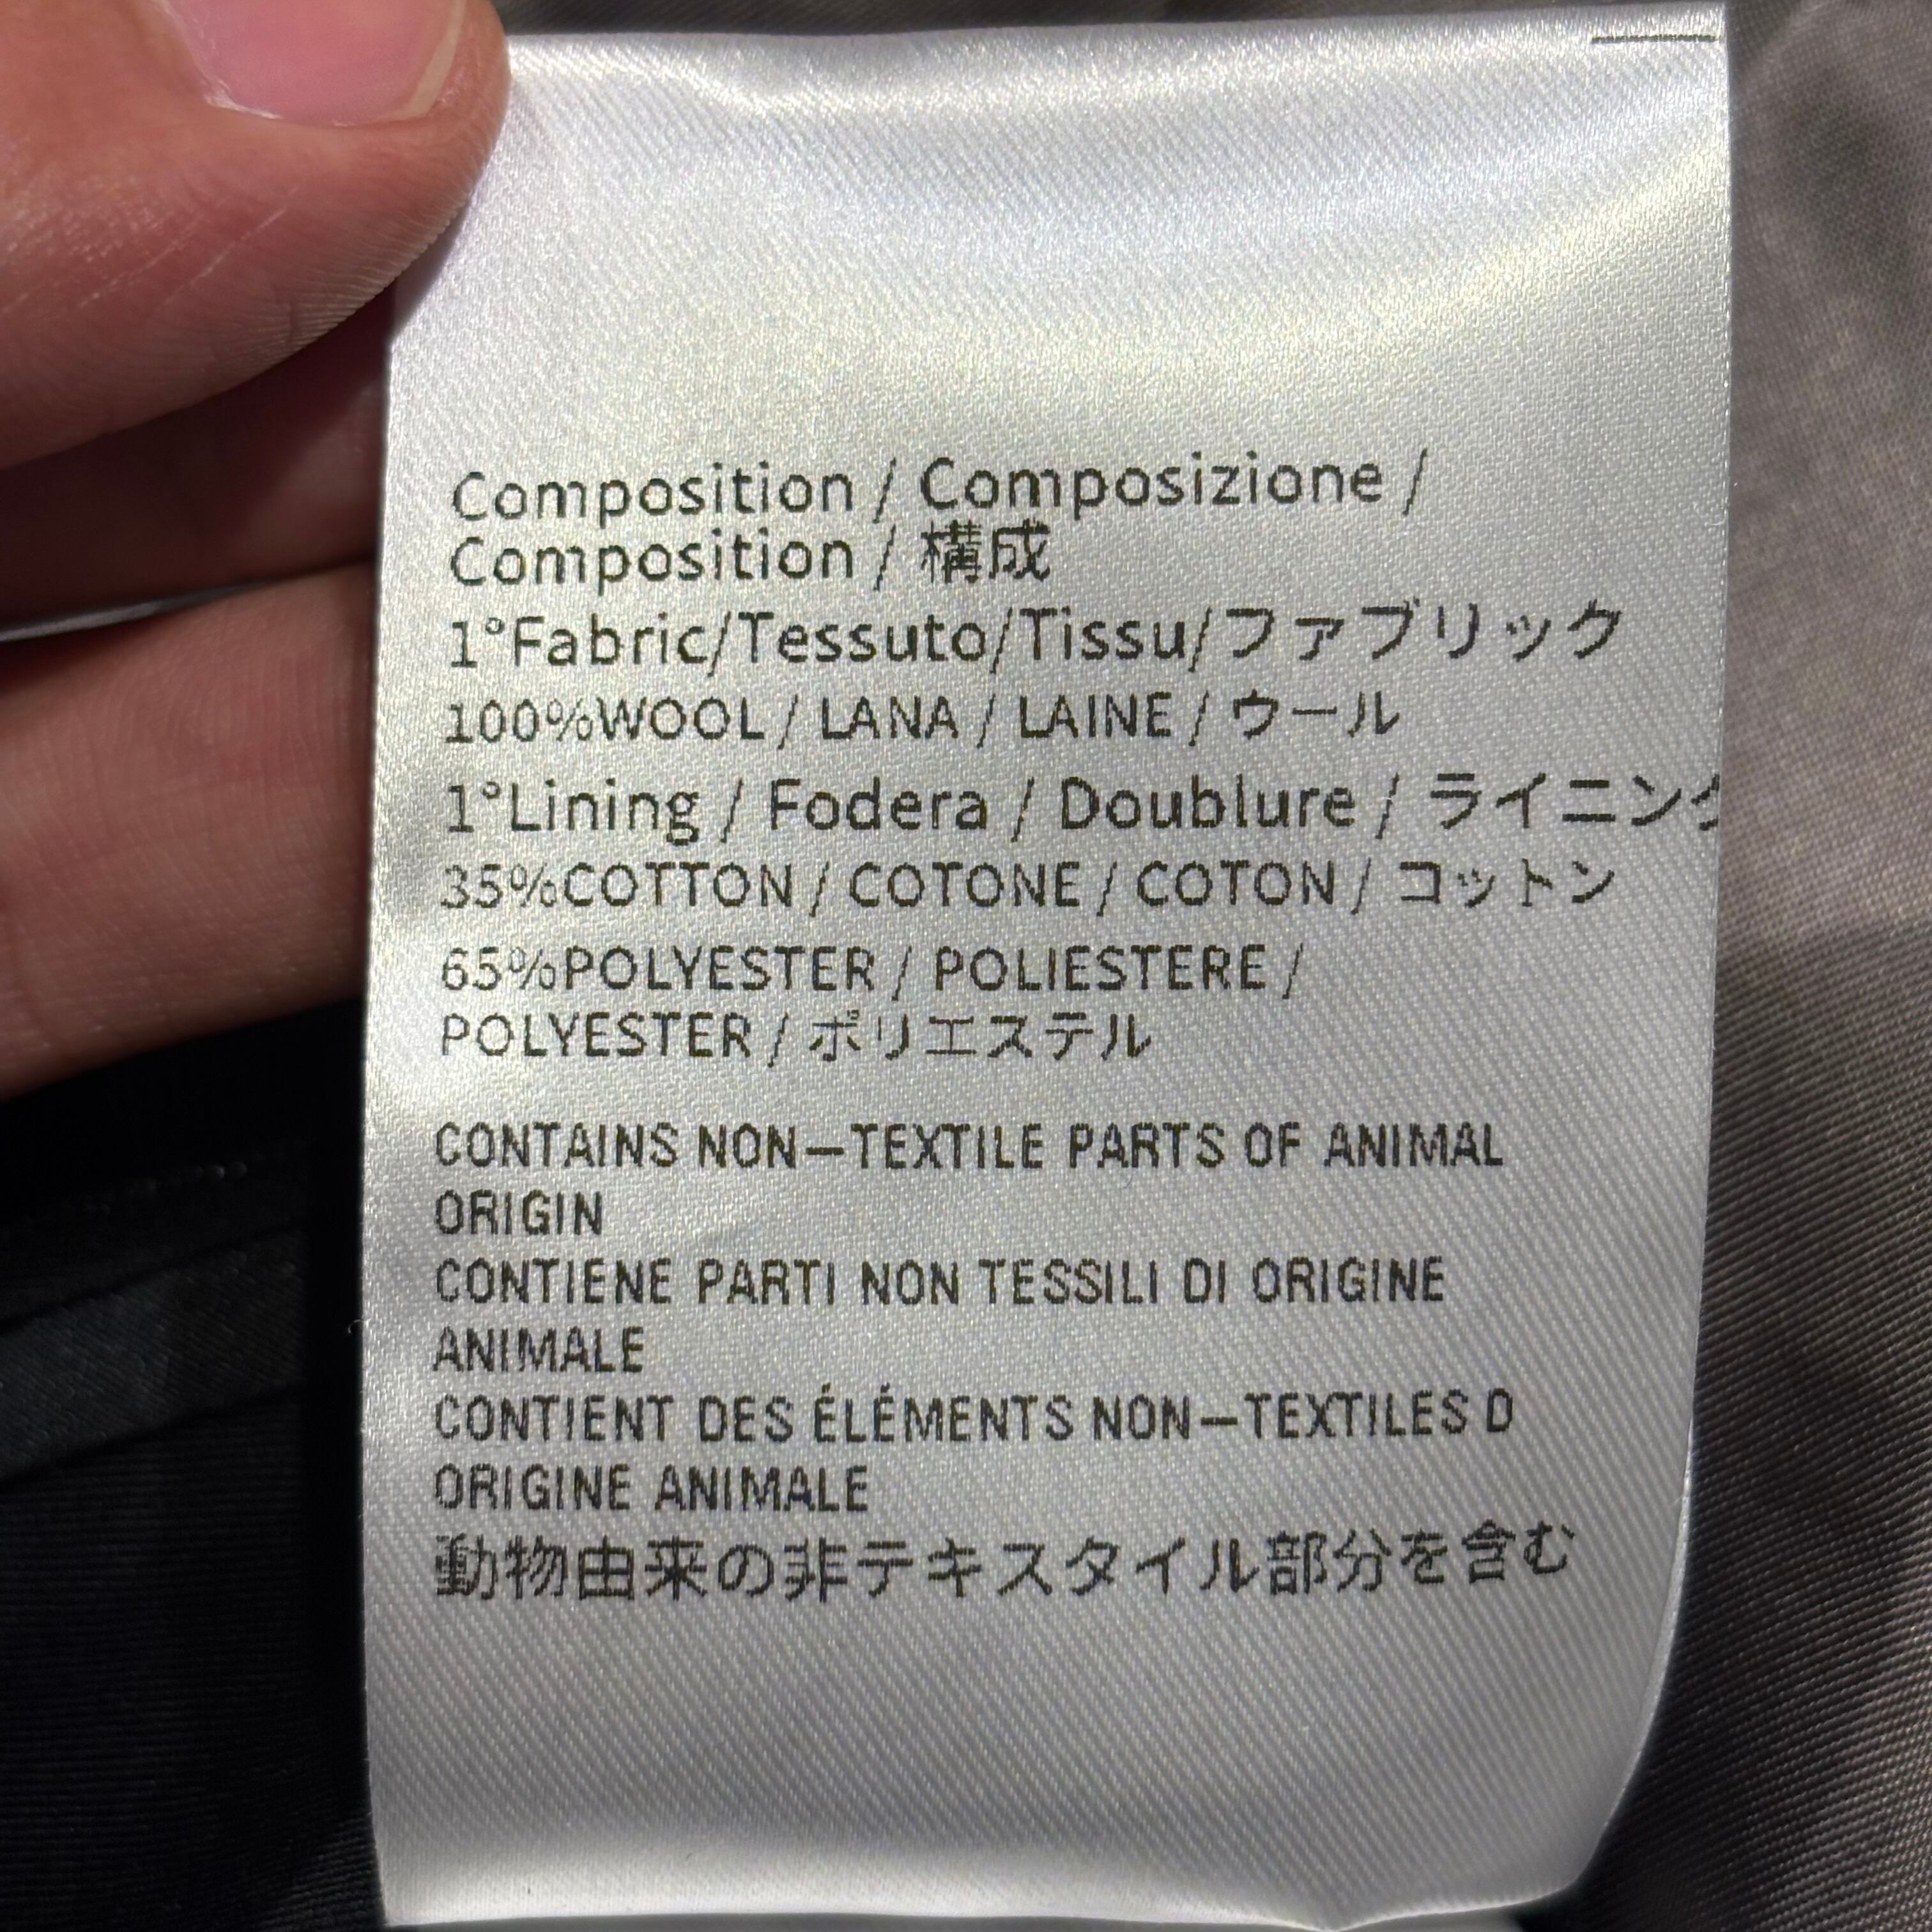 Composition / Composizione /
Composition / 構成
1°Fabric/Tessuto/Tissu/ファブリック
100%WOOL / LANA / LAINE / ウール
1°Lining / Fodera / Doublure / ライニング
35%COTTON / COTONE / COTON / コットン
65%POLYESTER / POLIESTERE /
POLYESTER / ポリエステル
CONTAINS NON-TEXTILE PARTS OF ANIMAL
ORIGIN
CONTIENE PARTI NON TESSILI DI ORIGINE
ANIMALE
CONTIENT DES ÉLÉMENTS NON-TEXTILES D
ORIGINE ANIMALE
動物由来の非テキスタイル部分を含む